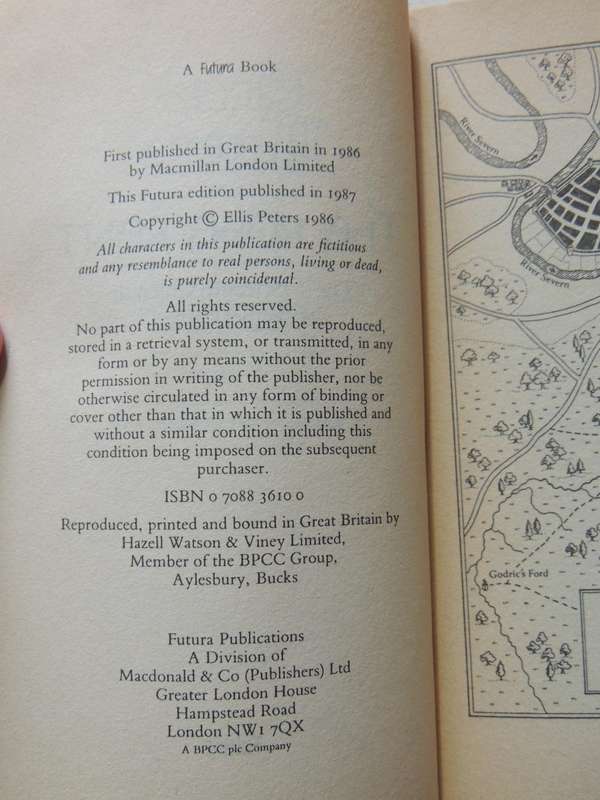 A Futura Book
First published in Great Britain in 1986
by Macmillan London Limited
This Futura edition published in 1987
Copyright © Ellis Peters 1986
All characters in this publication are fictitious
and any resemblance to real persons, living or dead,
is purely coincidental.
All rights reserved.
No part of this publication may be reproduced,
stored in a retrieval system, or transmitted, in any
form or by any means without the prior
permission in writing of the publisher, nor be
otherwise circulated in any form of binding or
cover other than that in which it is published and
without a similar condition including this
condition being imposed on the subsequent
purchaser.
ISBN 0 7088 3610 0
Reproduced, printed and bound in Great Britain by
Hazell Watson & Viney Limited,
Member of the BPCC Group,
Aylesbury, Bucks
Futura Publications
A Division of
Macdonald & Co (Publishers) Ltd
Greater London House
Hampstead Road
London NW1 7QX
A BPCC plc Company
River Severn
River Severn
Godric's Ford